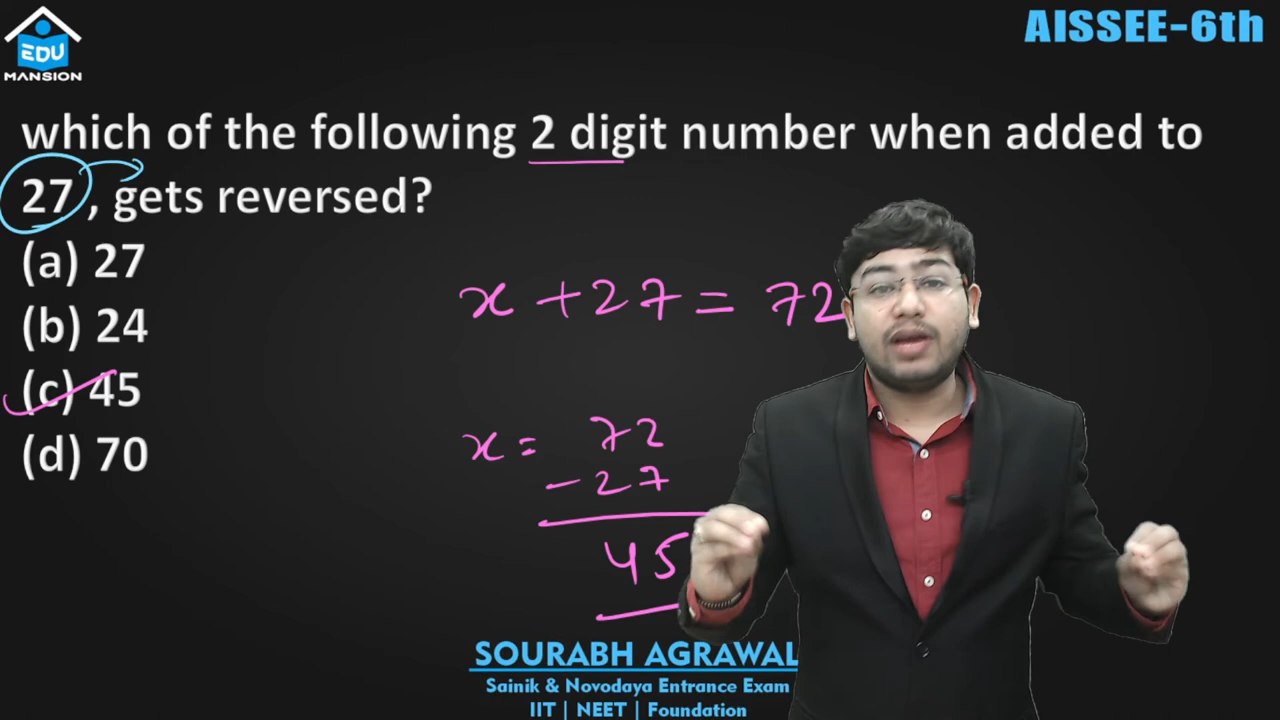 EDU
MANSION
AISSEE-6th
which of the following 2 digit number when added to
27 , gets reversed?
(a) 27
(b) 24
(c) 45
(d) 70
x + 27 = 72
x = 72
- 27
45
SOURABH AGRAWAL
Sainik & Novodaya Entrance Exam
IIT | NEET | Foundation